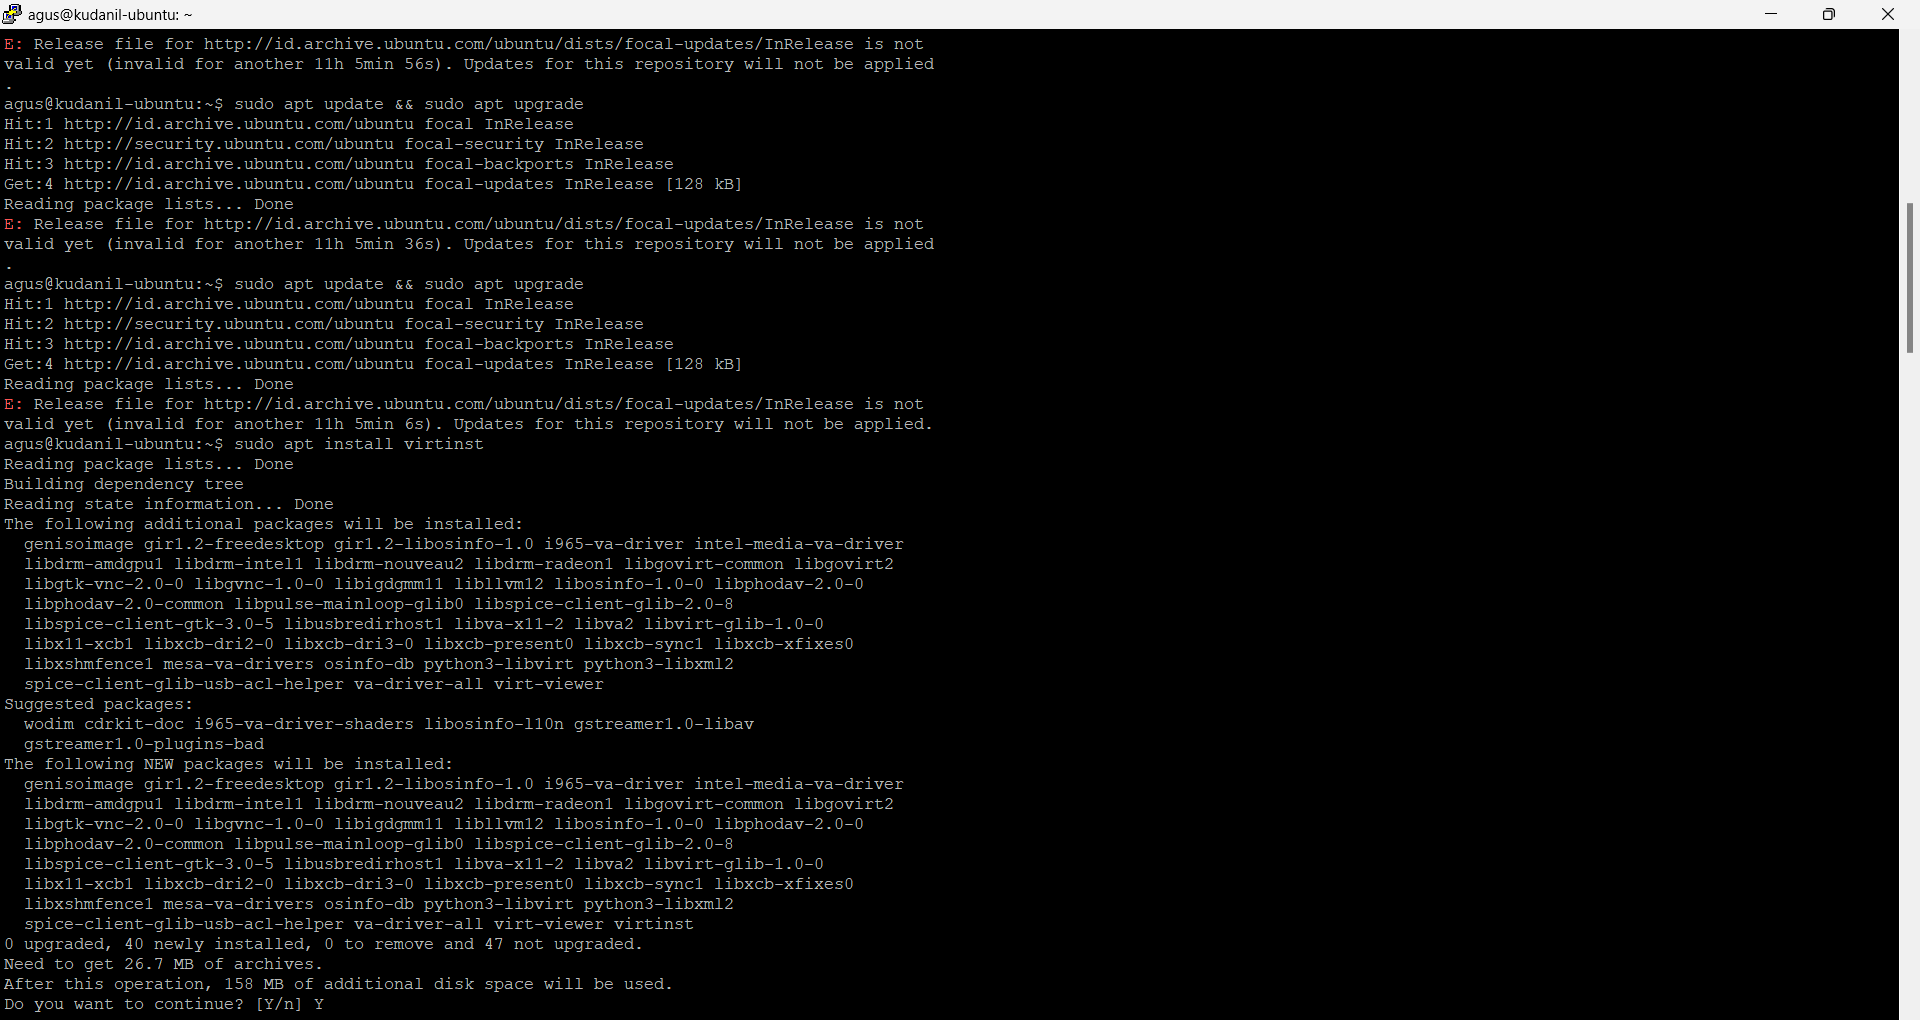 agus@kudanil-ubuntu: ~
E: Release file for http://id.archive.ubuntu.com/ubuntu/dists/focal-updates/InRelease is not
valid yet (invalid for another 11h 5min 56s). Updates for this repository will not be applied
.
agus@kudanil-ubuntu:~$ sudo apt update && sudo apt upgrade
Hit:1 http://id.archive.ubuntu.com/ubuntu focal InRelease
Hit:2 http://security.ubuntu.com/ubuntu focal-security InRelease
Hit:3 http://id.archive.ubuntu.com/ubuntu focal-backports InRelease
Get:4 http://id.archive.ubuntu.com/ubuntu focal-updates InRelease [128 kB]
Reading package lists... Done
E: Release file for http://id.archive.ubuntu.com/ubuntu/dists/focal-updates/InRelease is not
valid yet (invalid for another 11h 5min 36s). Updates for this repository will not be applied
.
agus@kudanil-ubuntu:~$ sudo apt update && sudo apt upgrade
Hit:1 http://id.archive.ubuntu.com/ubuntu focal InRelease
Hit:2 http://security.ubuntu.com/ubuntu focal-security InRelease
Hit:3 http://id.archive.ubuntu.com/ubuntu focal-backports InRelease
Get:4 http://id.archive.ubuntu.com/ubuntu focal-updates InRelease [128 kB]
Reading package lists... Done
E: Release file for http://id.archive.ubuntu.com/ubuntu/dists/focal-updates/InRelease is not
valid yet (invalid for another 11h 5min 6s). Updates for this repository will not be applied.
agus@kudanil-ubuntu:~$ sudo apt install virtinst
Reading package lists... Done
Building dependency tree
Reading state information... Done
The following additional packages will be installed:
  genisoimage gir1.2-freedesktop gir1.2-libosinfo-1.0 i965-va-driver intel-media-va-driver
  libdrm-amdgpu1 libdrm-intel1 libdrm-nouveau2 libdrm-radeon1 libgovirt-common libgovirt2
  libgtk-vnc-2.0-0 libgvnc-1.0-0 libigdgmm11 libllvm12 libosinfo-1.0-0 libphodav-2.0-0
  libphodav-2.0-common libpulse-mainloop-glib0 libspice-client-glib-2.0-8
  libspice-client-gtk-3.0-5 libusbredirhost1 libva-x11-2 libva2 libvirt-glib-1.0-0
  libx11-xcb1 libxcb-dri2-0 libxcb-dri3-0 libxcb-present0 libxcb-sync1 libxcb-xfixes0
  libxshmfence1 mesa-va-drivers osinfo-db python3-libvirt python3-libxml2
  spice-client-glib-usb-acl-helper va-driver-all virt-viewer
Suggested packages:
  wodim cdrkit-doc i965-va-driver-shaders libosinfo-l10n gstreamer1.0-libav
  gstreamer1.0-plugins-bad
The following NEW packages will be installed:
  genisoimage gir1.2-freedesktop gir1.2-libosinfo-1.0 i965-va-driver intel-media-va-driver
  libdrm-amdgpu1 libdrm-intel1 libdrm-nouveau2 libdrm-radeon1 libgovirt-common libgovirt2
  libgtk-vnc-2.0-0 libgvnc-1.0-0 libigdgmm11 libllvm12 libosinfo-1.0-0 libphodav-2.0-0
  libphodav-2.0-common libpulse-mainloop-glib0 libspice-client-glib-2.0-8
  libspice-client-gtk-3.0-5 libusbredirhost1 libva-x11-2 libva2 libvirt-glib-1.0-0
  libx11-xcb1 libxcb-dri2-0 libxcb-dri3-0 libxcb-present0 libxcb-sync1 libxcb-xfixes0
  libxshmfence1 mesa-va-drivers osinfo-db python3-libvirt python3-libxml2
  spice-client-glib-usb-acl-helper va-driver-all virt-viewer virtinst
0 upgraded, 40 newly installed, 0 to remove and 47 not upgraded.
Need to get 26.7 MB of archives.
After this operation, 158 MB of additional disk space will be used.
Do you want to continue? [Y/n] Y